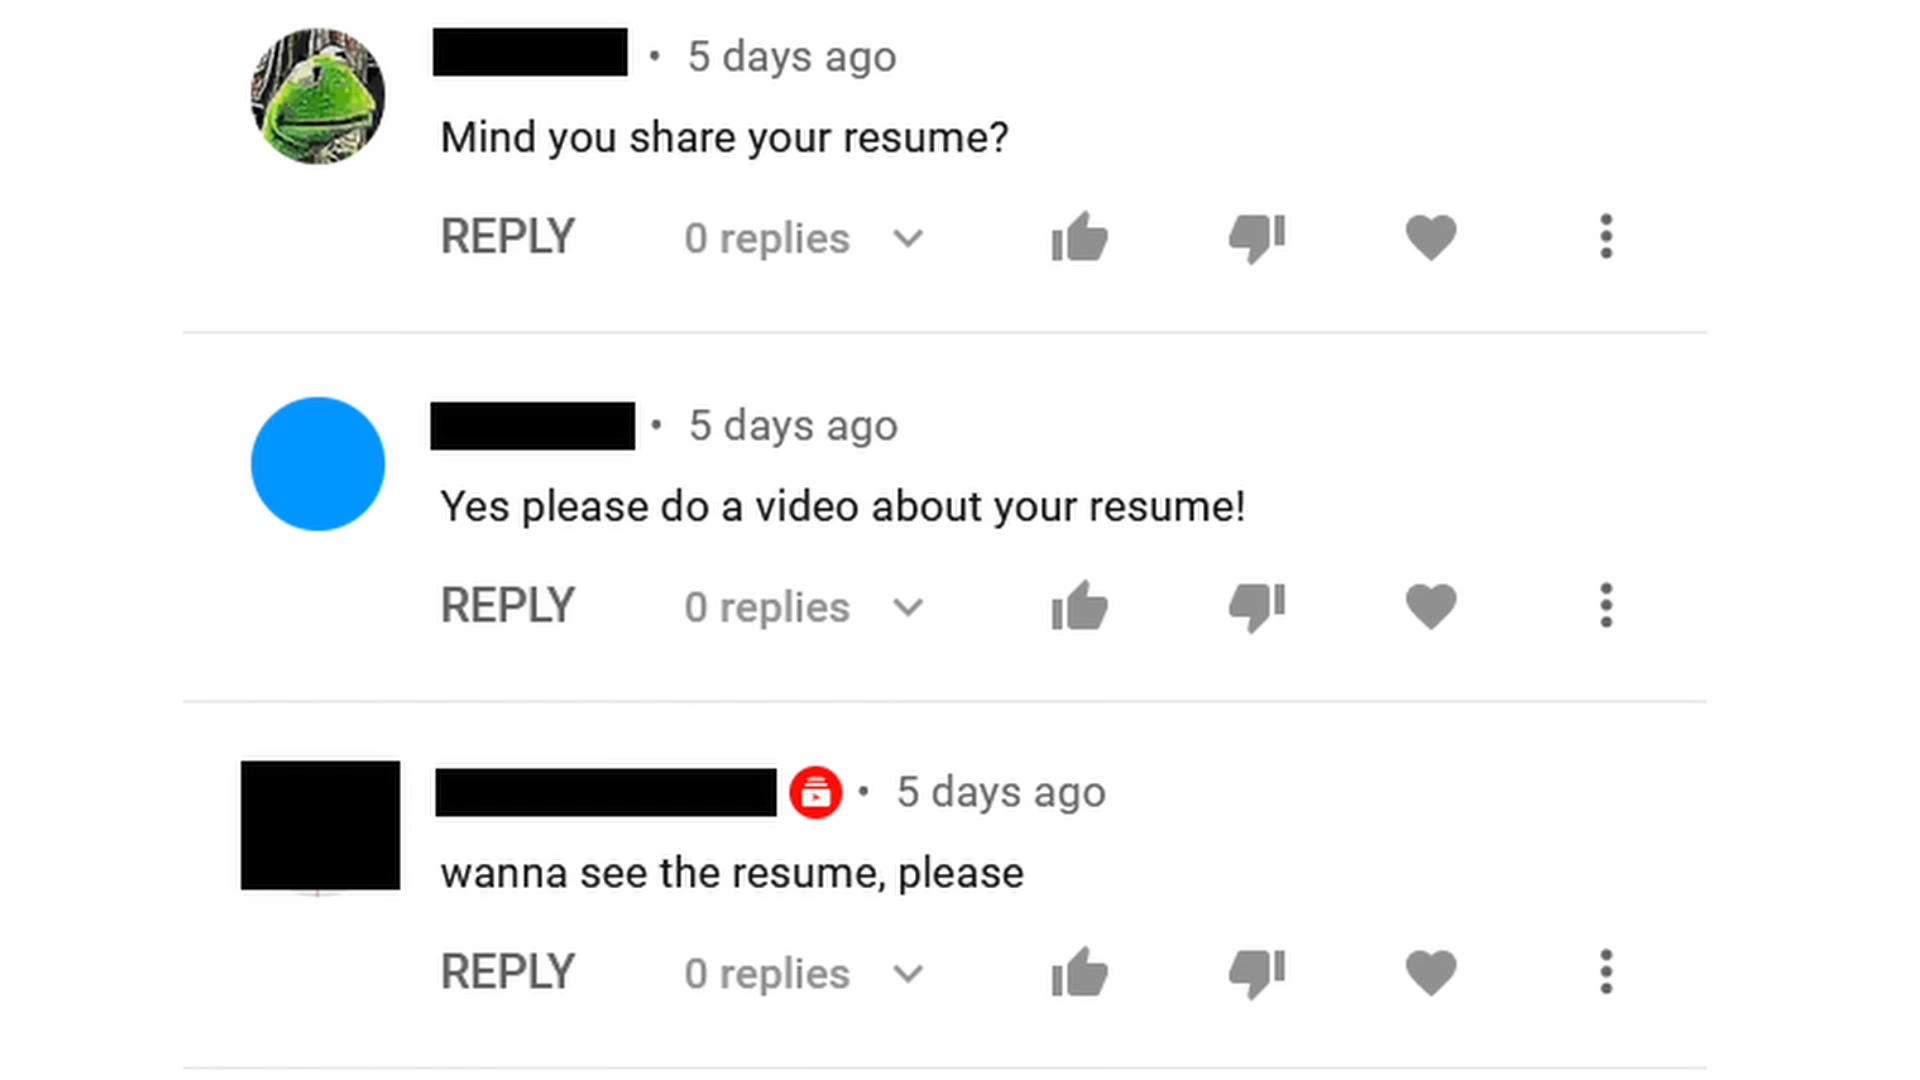 • 5 days ago
Mind you share your resume?
REPLY 0 replies
• 5 days ago
Yes please do a video about your resume!
REPLY 0 replies
• 5 days ago
wanna see the resume, please
REPLY 0 replies